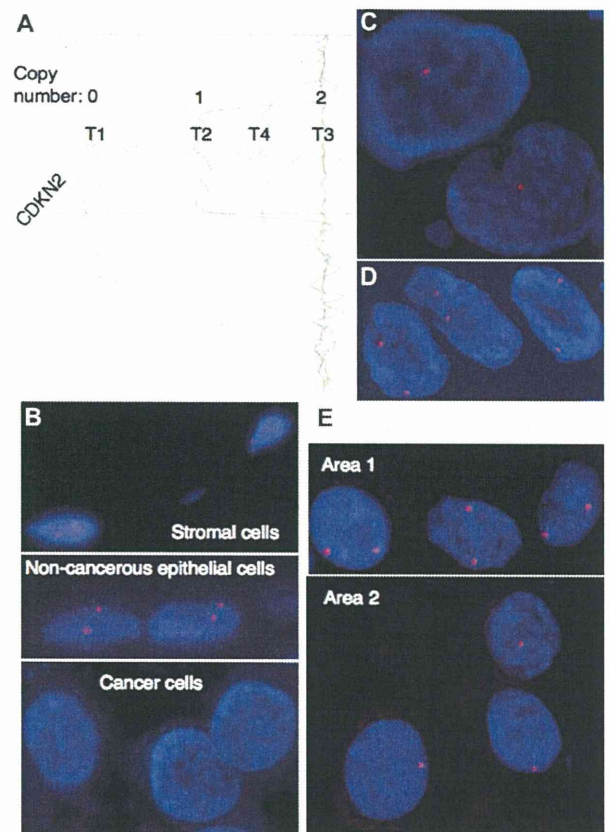 A
Copy
number: 0 1 2
T1 T2 T4 T3
CDKN2
B
Stromal cells
Non-cancerous epithelial cells
Cancer cells
C
D
E
Area 1
Area 2